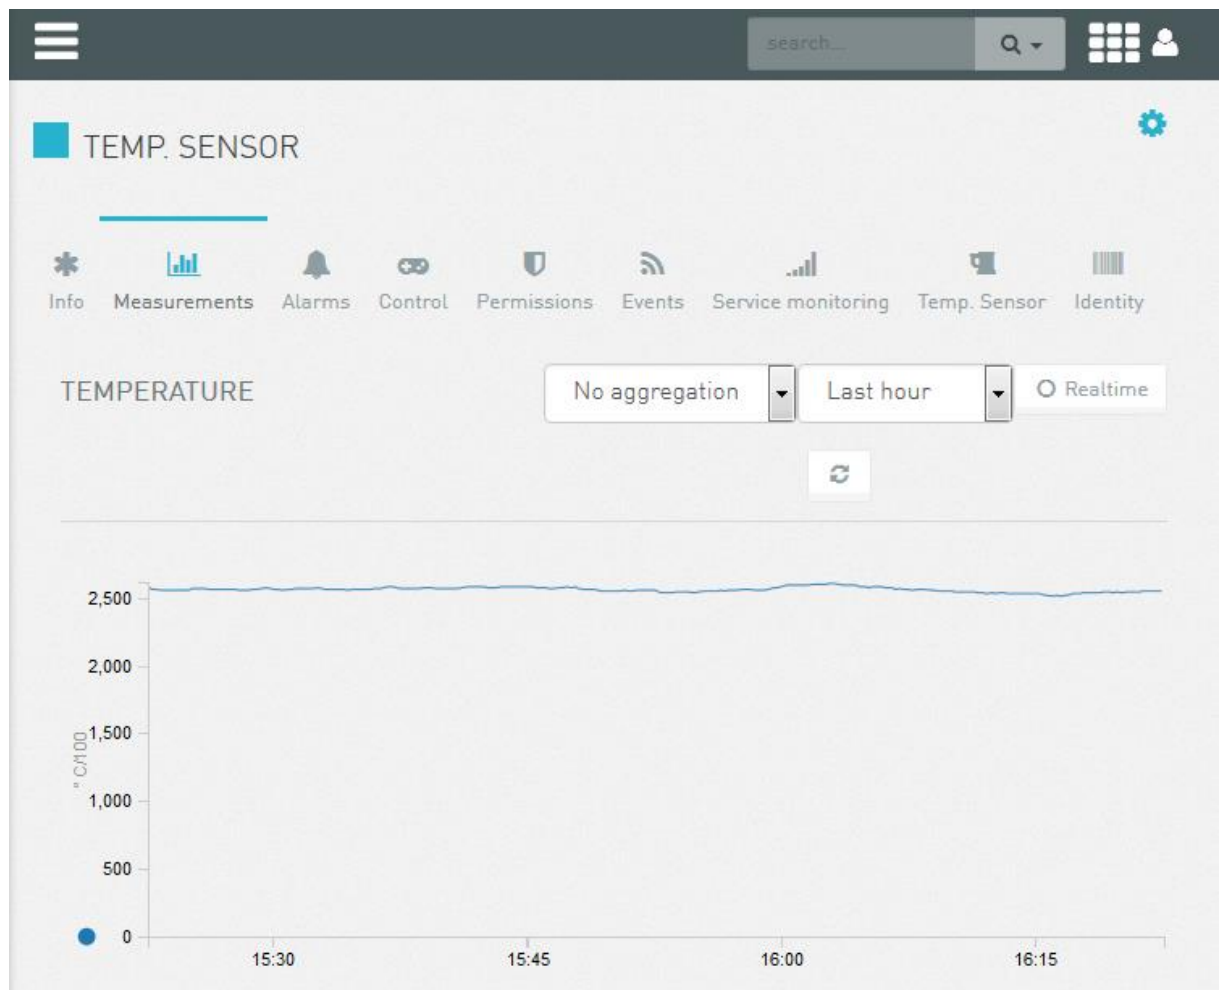 search...
TEMP. SENSOR
Info Measurements Alarms Control Permissions Events Service monitoring Temp. Sensor Identity
TEMPERATURE No aggregation Last hour Realtime
2,500
2,000
1,500
° C/100
1,000
500
0
15:30 15:45 16:00 16:15